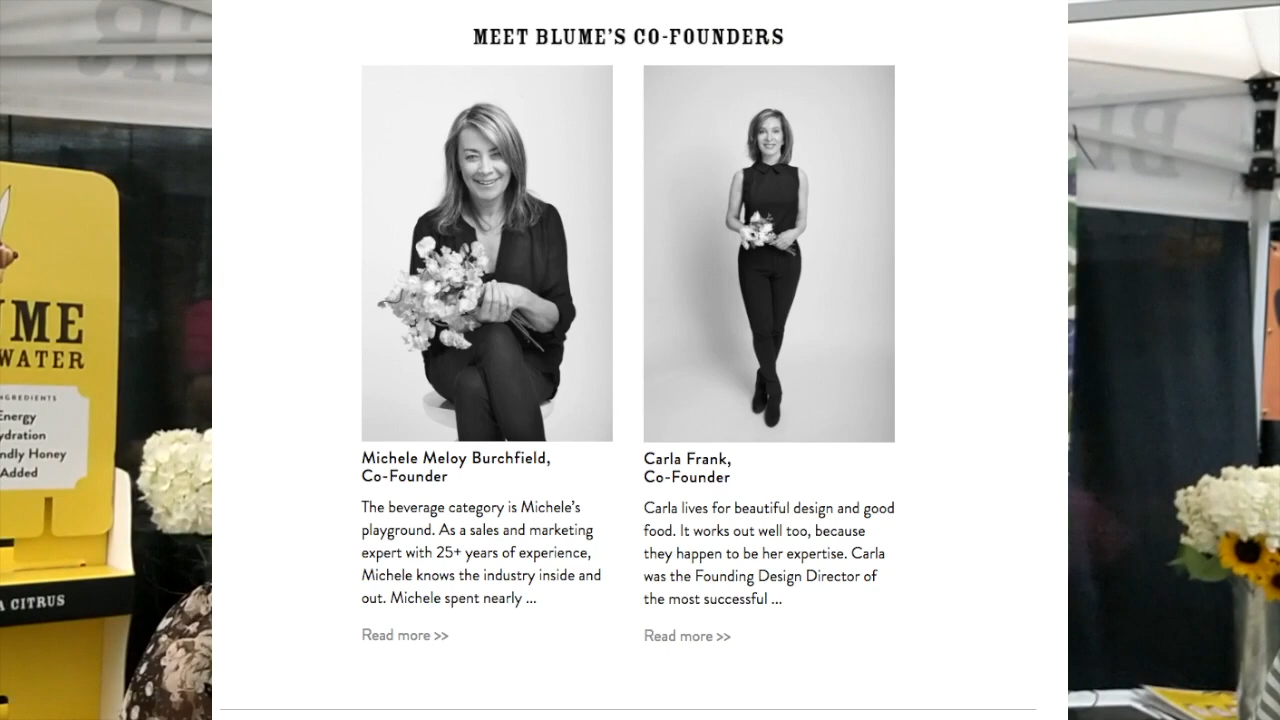 MEET BLUME'S CO-FOUNDERS
Michele Meloy Burchfield,
Co-Founder
The beverage category is Michele's
playground. As a sales and marketing
expert with 25+ years of experience,
Michele knows the industry inside and
out. Michele spent nearly ...
Read more >>
Carla Frank,
Co-Founder
Carla lives for beautiful design and good
food. It works out well too, because
they happen to be her expertise. Carla
was the Founding Design Director of
the most successful ...
Read more >>
UME
WATER
NGREDIENTS
Energy
ydration
ndly Honey
Added
A CITRUS